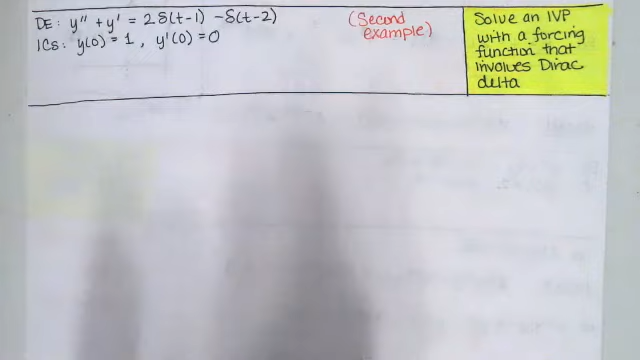 DE: y" + y' = 2δ(t-1) -δ(t-2)
ICs: y(0) = 1, y'(0) = 0
(Second
example)
Solve an IVP
with a forcing
function that
involves Dirac
delta